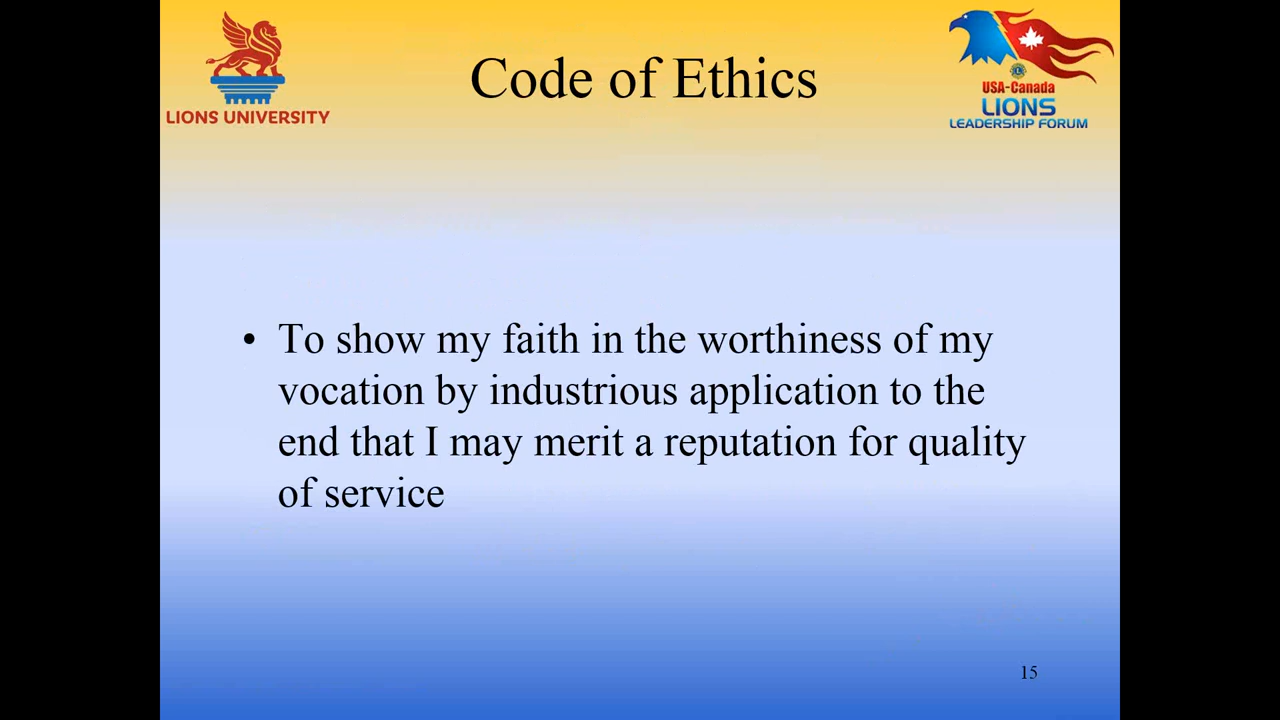 Code of Ethics
LIONS UNIVERSITY
USA-Canada
LIONS
LEADERSHIP FORUM
• To show my faith in the worthiness of my
vocation by industrious application to the
end that I may merit a reputation for quality
of service
15